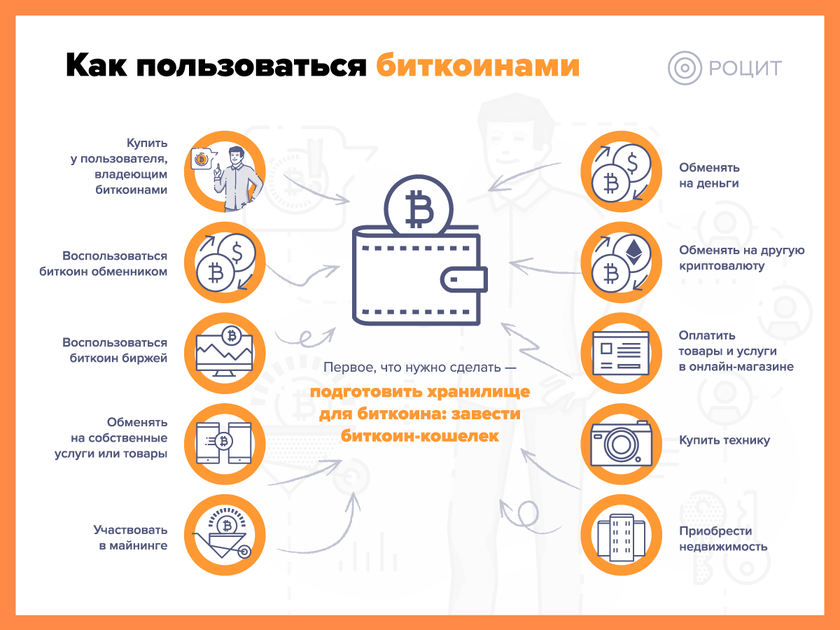 Как пользоваться биткоинами
РОЦИТ
Купить
у пользователя,
владеющим
биткоинами
Воспользоваться
биткоин обменником
Воспользоваться
биткоин биржей
Обменять
на собственные
услуги или товары
Участвовать
в майнинге
Первое, что нужно сделать —
подготовить хранилище
для биткоина: завести
биткоин-кошелек
Обменять
на деньги
Обменять на другую
криптовалюту
Оплатить
товары и услуги
в онлайн-магазине
Купить технику
Приобрести
недвижимость